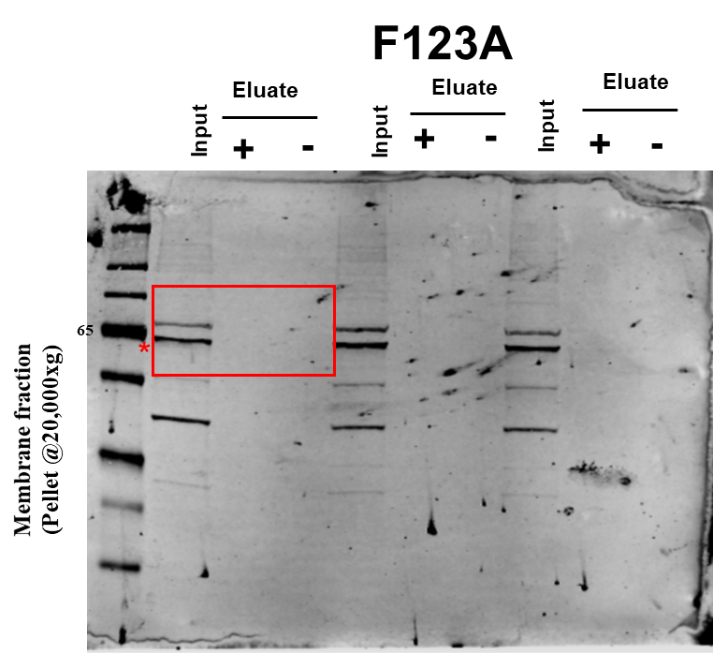 F123A
Input
Eluate
+ -
Input
Eluate
+ -
Input
Eluate
+ -
65
*
Membrane fraction
(Pellet @20,000xg)